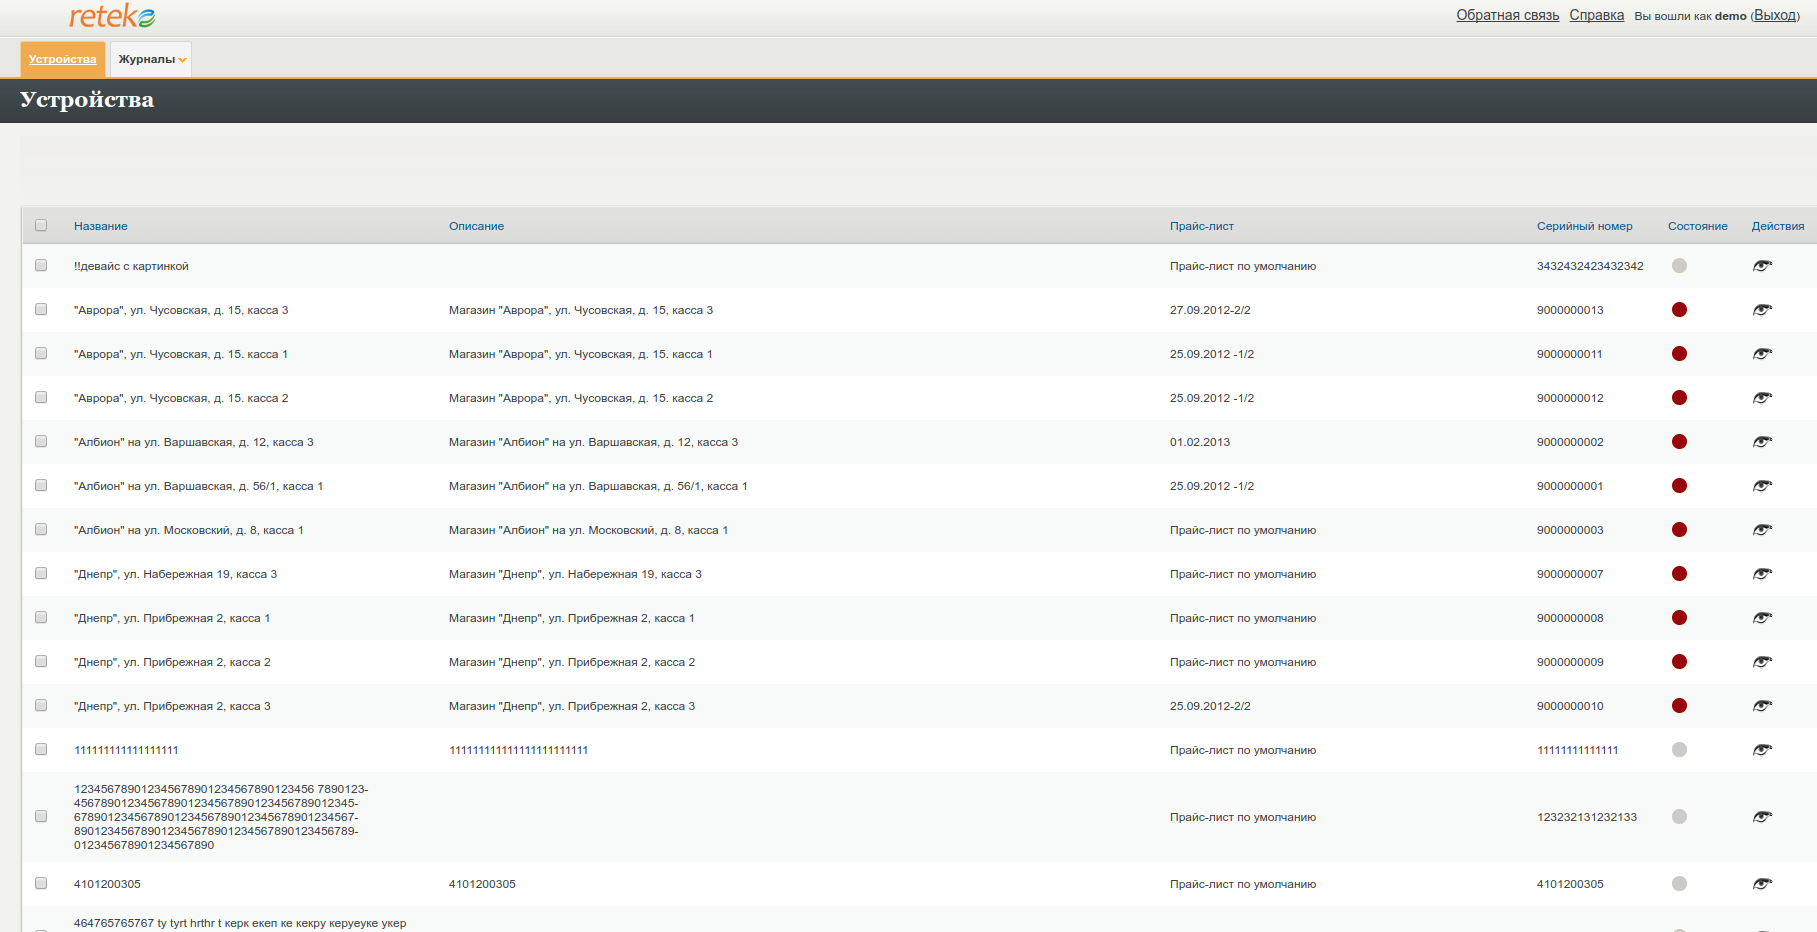 reteko
Обратная связь Справка Вы вошли как demo (Выход)
Устройства Журналы
Устройства
Название Описание Прайс-лист Серийный номер Состояние Действия
!!девайс с картинкой Прайс-лист по умолчанию 3432432423432342
"Аврора", ул. Чусовская, д. 15, касса 3 Магазин "Аврора", ул. Чусовская, д. 15, касса 3 27.09.2012-2/2 9000000013
"Аврора", ул. Чусовская, д. 15. касса 1 Магазин "Аврора", ул. Чусовская, д. 15. касса 1 25.09.2012 -1/2 9000000011
"Аврора", ул. Чусовская, д. 15. касса 2 Магазин "Аврора", ул. Чусовская, д. 15. касса 2 25.09.2012 -1/2 9000000012
"Албион" на ул. Варшавская, д. 12, касса 3 Магазин "Албион" на ул. Варшавская, д. 12, касса 3 01.02.2013 9000000002
"Албион" на ул. Варшавская, д. 56/1, касса 1 Магазин "Албион" на ул. Варшавская, д. 56/1, касса 1 25.09.2012 -1/2 9000000001
"Албион" на ул. Московский, д. 8, касса 1 Магазин "Албион" на ул. Московский, д. 8, касса 1 Прайс-лист по умолчанию 9000000003
"Днепр", ул. Набережная 19, касса 3 Магазин "Днепр", ул. Набережная 19, касса 3 Прайс-лист по умолчанию 9000000007
"Днепр", ул. Прибрежная 2, касса 1 Магазин "Днепр", ул. Прибрежная 2, касса 1 Прайс-лист по умолчанию 9000000008
"Днепр", ул. Прибрежная 2, касса 2 Магазин "Днепр", ул. Прибрежная 2, касса 2 Прайс-лист по умолчанию 9000000009
"Днепр", ул. Прибрежная 2, касса 3 Магазин "Днепр", ул. Прибрежная 2, касса 3 25.09.2012-2/2 9000000010
111111111111111111 111111111111111111111111 Прайс-лист по умолчанию 11111111111111
123456789012345678901234567890123456 7890123-
456789012345678901234567890123456789012345-
678901234567890123456789012345678901234567-
8901234567890123456789012345678901234567 89-
012345678901234567890
Прайс-лист по умолчанию 123232131232133
4101200305 4101200305 Прайс-лист по умолчанию 4101200305
464765765767 ty tyrt hrthr t керк екеп ке кекру керуеуке укер